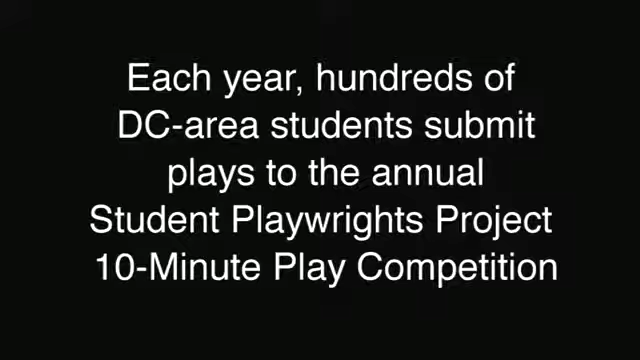 Each year, hundreds of
DC-area students submit
plays to the annual
Student Playwrights Project
10-Minute Play Competition